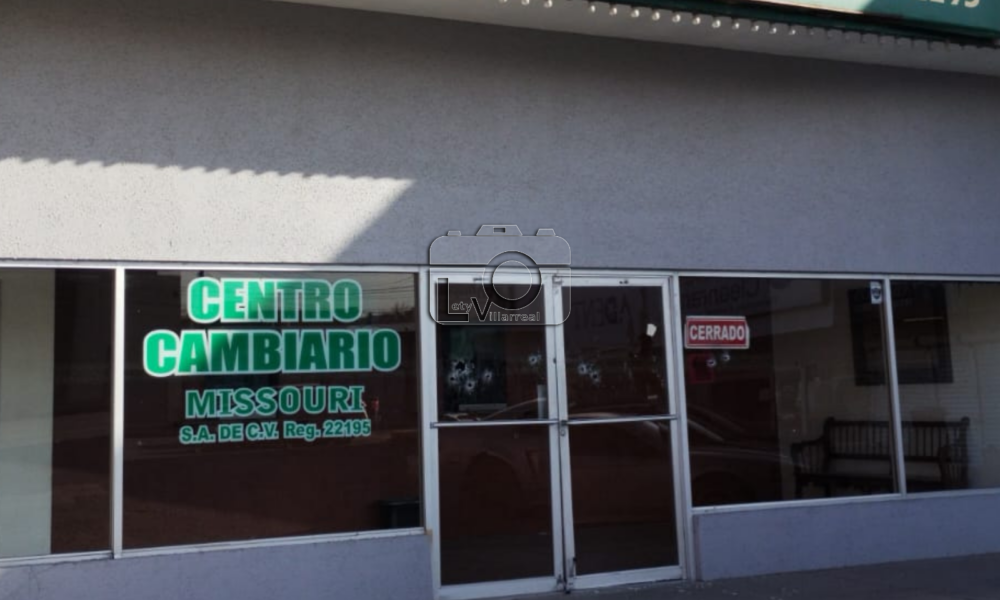 CENTRO
CAMBIARIO
MISSOURI
S.A. DE C.V. Reg. 22195
Lety
Villarreal
CERRADO